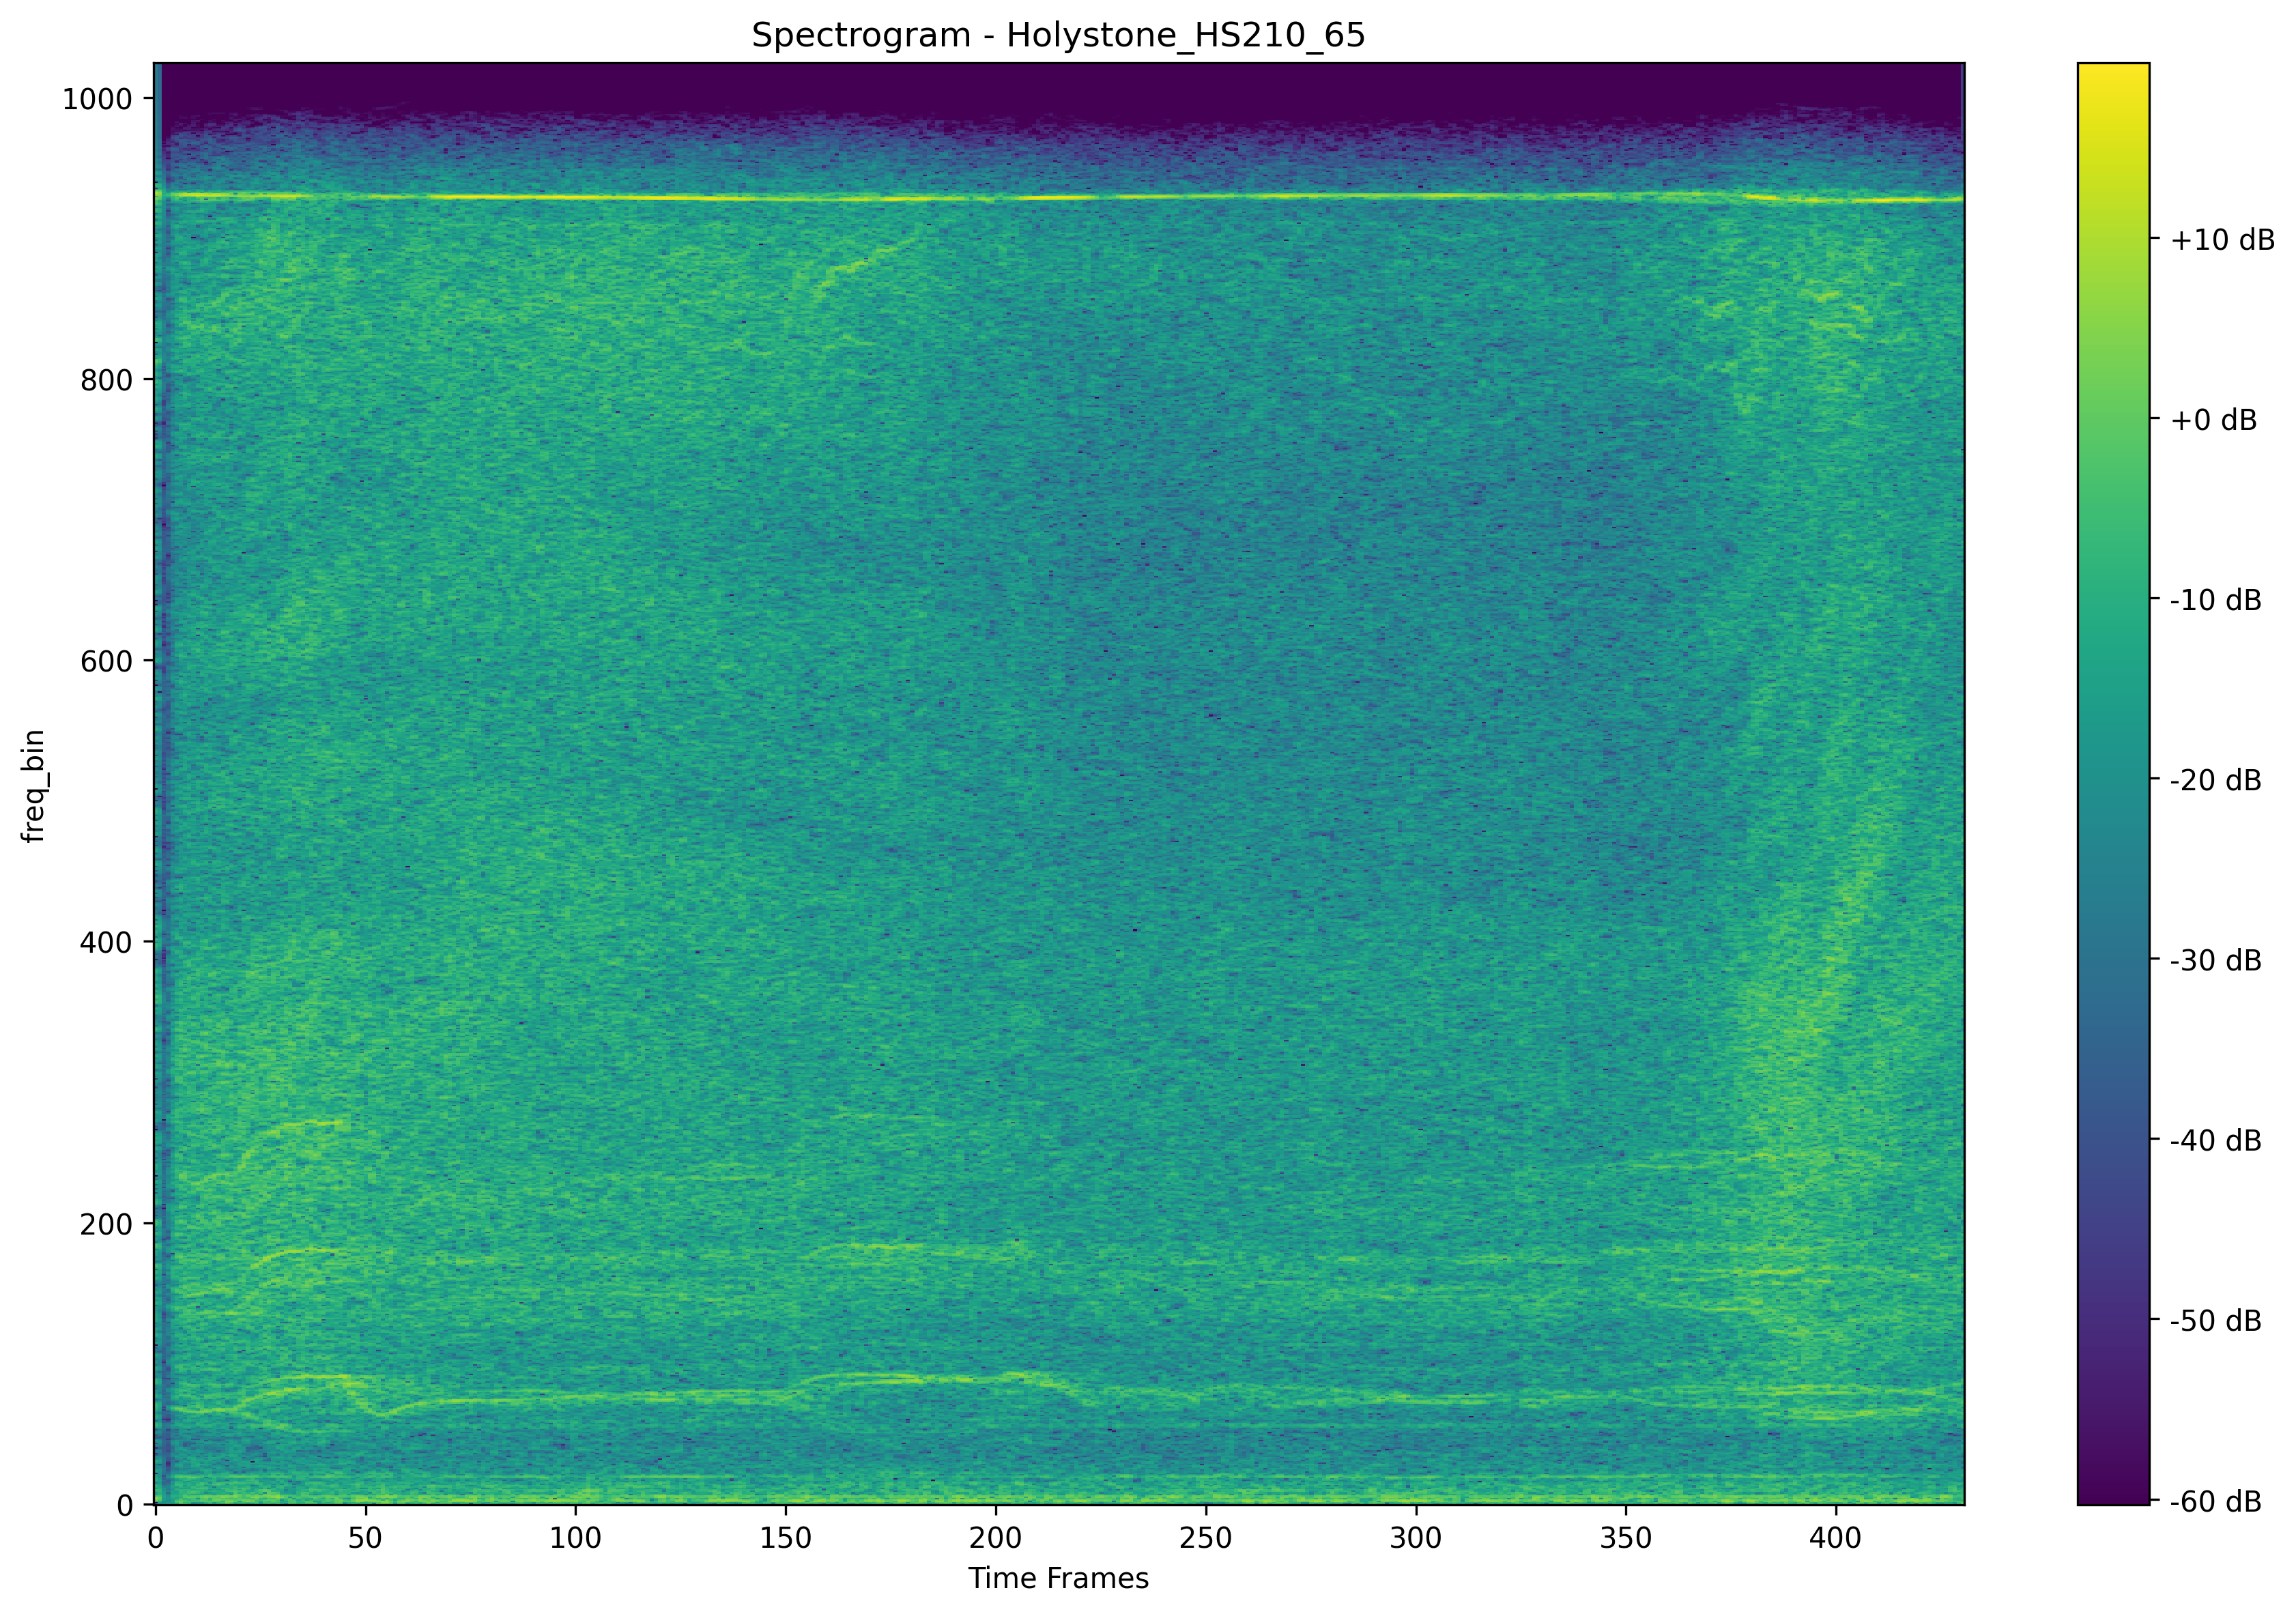 Spectrogram - Holystone_HS210_65
1000
800
600
400
200
0
freq_bin
0 50 100 150 200 250 300 350 400
Time Frames
+10 dB
+0 dB
-10 dB
-20 dB
-30 dB
-40 dB
-50 dB
-60 dB